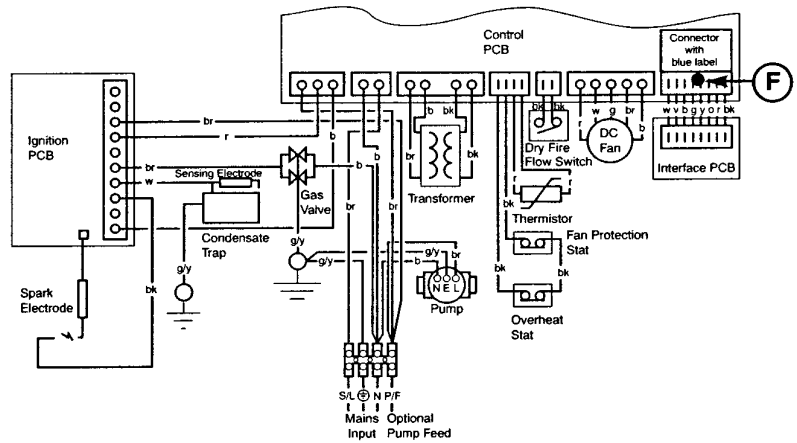 Control
PCB
Connector
with
blue label
F
Ignition
PCB
br
r
b
b
bk
br
bk
bk
bk
w
g
br
b
r
DC
Fan
w v b g y o r bk
Interface PCB
Dry Fire
Flow Switch
Transformer
br
w
Sensing Electrode
Gas
Valve
b
b
br
br
Thermistor
bk
Condensate
Trap
g/y
g/y
bk
g/y
g/y
b
br
N E L
Pump
Fan Protection
Stat
bk
bk
Overheat
Stat
Spark
Electrode
S/L
N
P/F
Mains
Input
Optional
Pump Feed